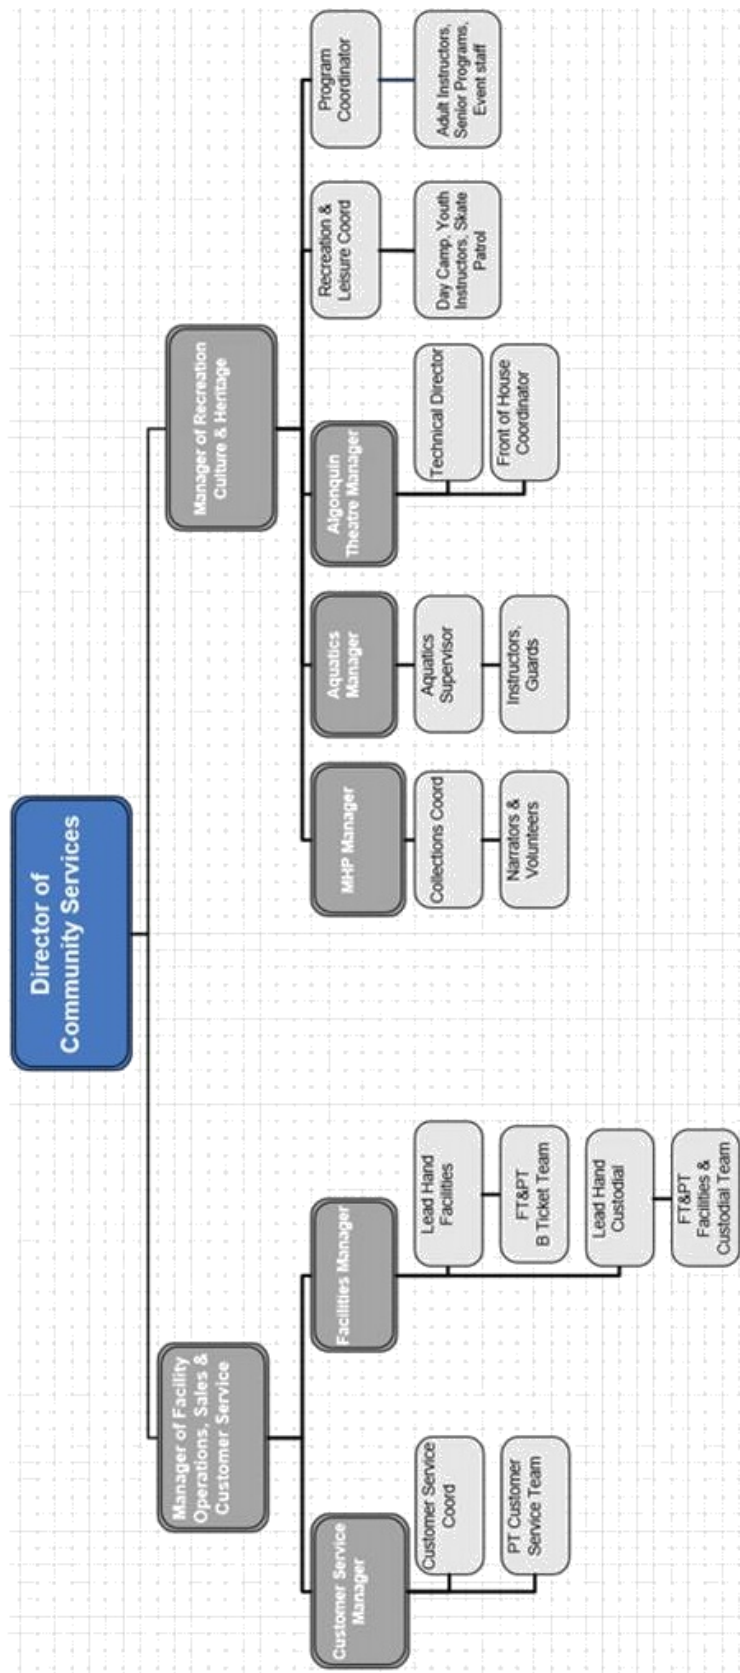 Director of
Community Services
Manager of Facility
Operations, Sales &
Customer Service
Manager of Recreation
Culture & Heritage
Customer Service
Manager
Facilities Manager
MHP Manager
Aquatics
Manager
Algonquin
Theatre Manager
Recreation &
Leisure Coord
Program
Coordinator
Customer Service
Coord
PT Customer
Service Team
Lead Hand
Facilities
FT&PT
B Ticket Team
Lead Hand
Custodial
FT&PT
Facilities &
Custodial Team
Collections Coord
Narrators &
Volunteers
Aquatics
Supervisor
Instructors,
Guards
Technical Director
Front of House
Coordinator
Day Camp, Youth
Instructors, Skate
Patrol
Adult Instructors,
Senior Programs,
Event staff